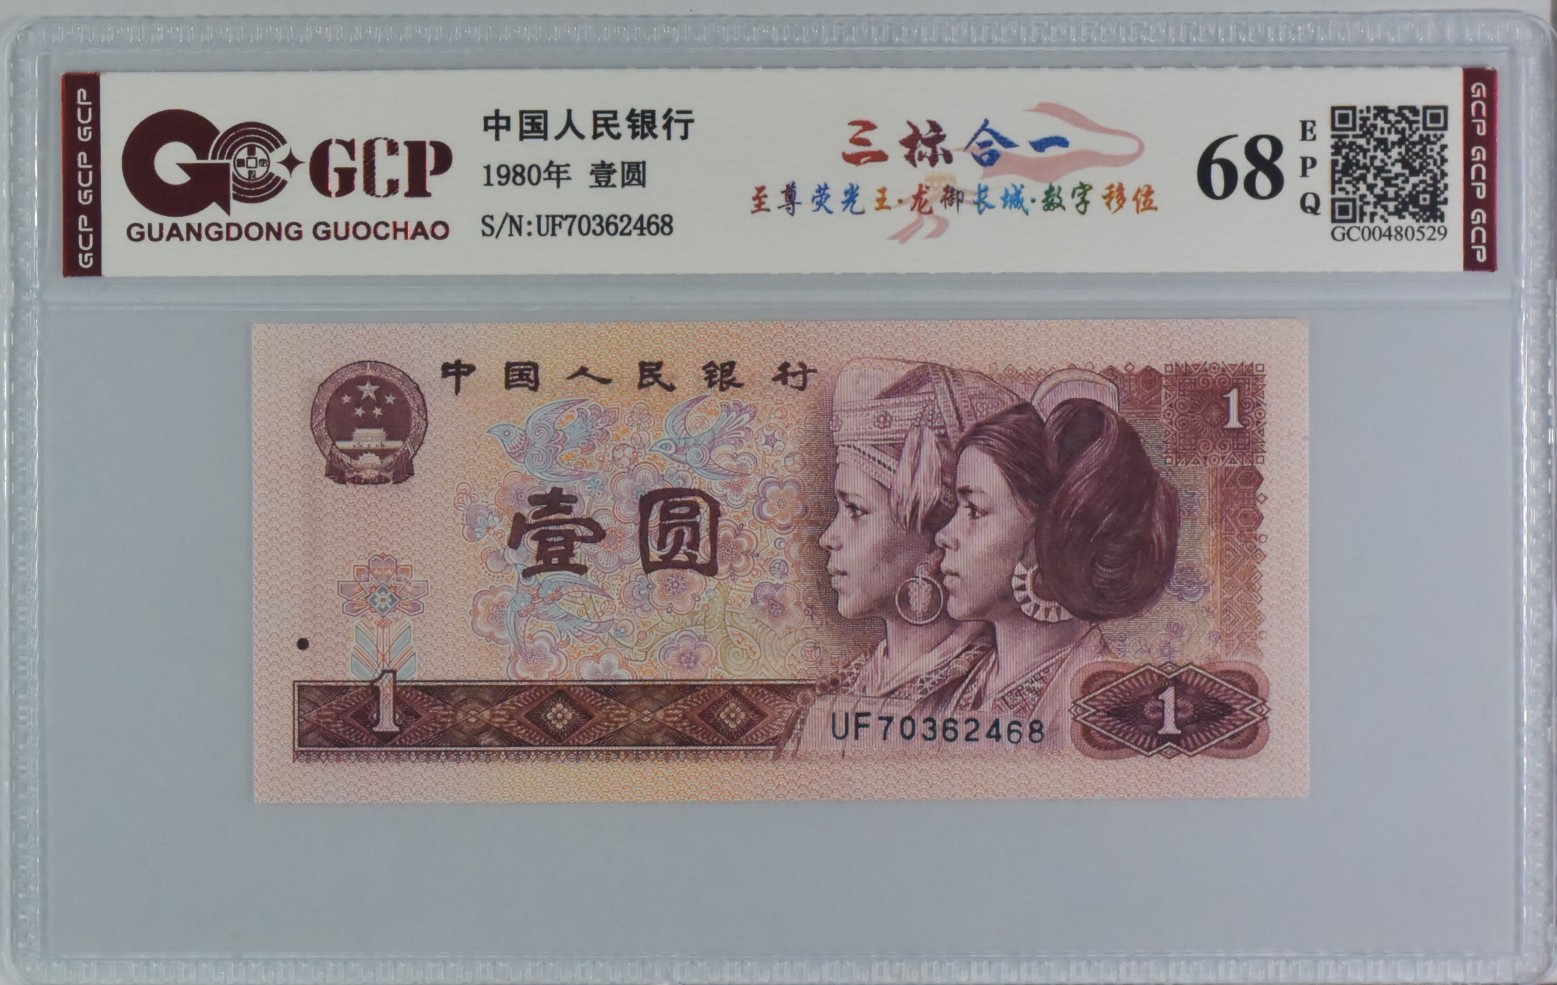 GCP GCP GCP
GCP
GUANGDONG GUOCHAO
中国人民银行
1980年 壹圆
S/N:UF70362468
三标合一
至尊荧光王·龙御长城·数字移位
68
EPQ
GC00480529
GCP GCP GCP
中国人民银行
1
壹圆
1
UF70362468
1